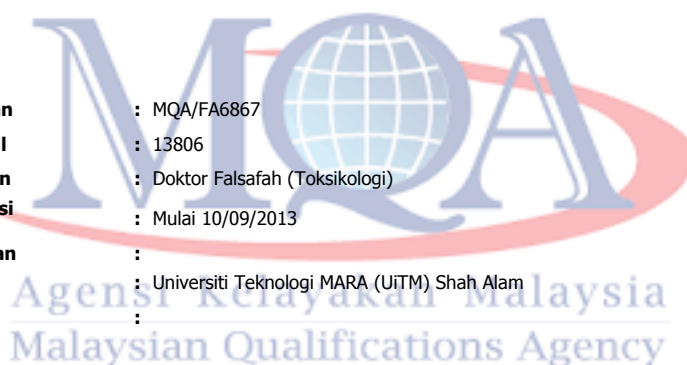 MQA
an : MQA/FA6867
l : 13806
n : Doktor Falsafah (Toksikologi)
si : Mulai 10/09/2013
an :
: Universiti Teknologi MARA (UiTM) Shah Alam
:
Agensi Kelayakan Malaysia
Malaysian Qualifications Agency